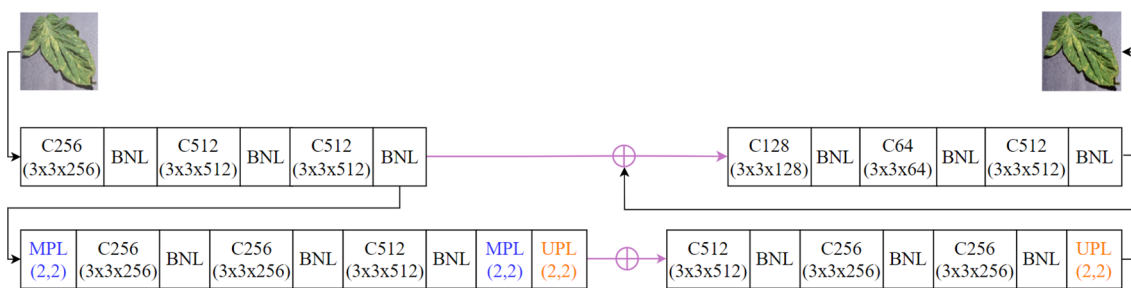 C256
(3x3x256)
BNL
C512
(3x3x512)
BNL
C512
(3x3x512)
BNL
C128
(3x3x128)
BNL
C64
(3x3x64)
BNL
C512
(3x3x512)
BNL
MPL
(2,2)
C256
(3x3x256)
BNL
C256
(3x3x256)
BNL
C512
(3x3x512)
BNL
MPL
(2,2)
UPL
(2,2)
C512
(3x3x512)
BNL
C256
(3x3x256)
BNL
C256
(3x3x256)
BNL
UPL
(2,2)